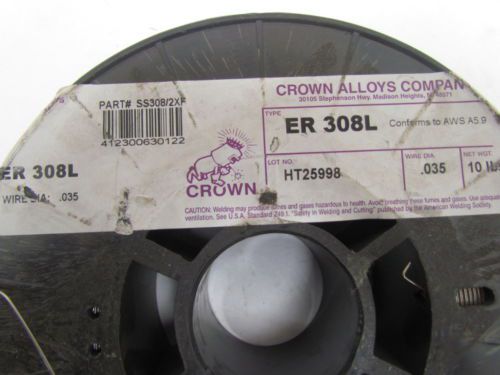 PART# SS308/2XF
412300630122
ER 308L
WIRE DIA: .035
CROWN
CROWN ALLOYS COMPAN
30105 Stephenson Hwy. Madison Heights, MI 48071
TYPE
ER 308L Conforms to AWS A5.9
LOT NO.
HT25998
WIRE DIA.
.035
NET WGT.
10 lb
CAUTION: Welding may produce fumes and gases hazardous to health. Avoid breathing these fumes and gases. Use adequate
ventilation. See U.S.A. Standard Z49.1. "Safety in Welding and Cutting" published by the American Welding Society.